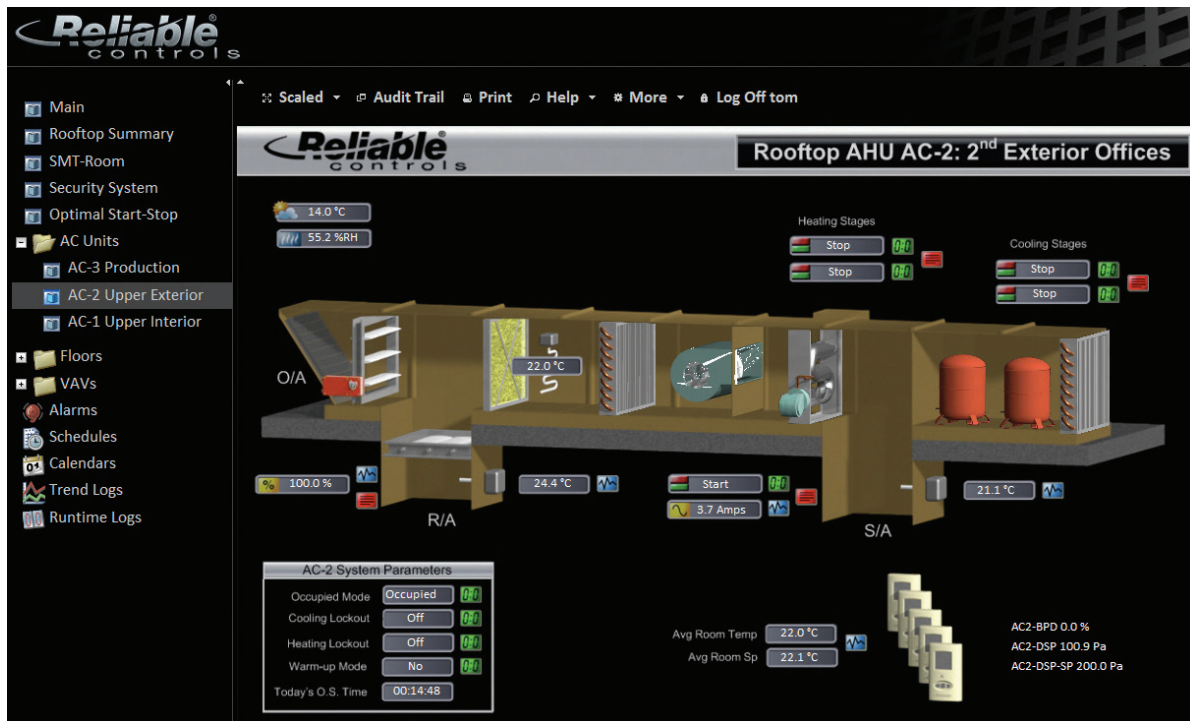 Reliable®
controls
Main
Rooftop Summary
SMT-Room
Security System
Optimal Start-Stop
AC Units
AC-3 Production
AC-2 Upper Exterior
AC-1 Upper Interior
Floors
VAVs
Alarms
Schedules
Calendars
Trend Logs
Runtime Logs
Scaled Audit Trail Print Help More Log Off tom
Reliable®
controls
Rooftop AHU AC-2: 2nd Exterior Offices
14.0 °C
55.2 %RH
Heating Stages
Stop
Stop
Cooling Stages
Stop
Stop
O/A
22.0 °C
% 100.0 %
R/A
24.4 °C
Start
3.7 Amps
S/A
21.1 °C
AC-2 System Parameters
Occupied Mode Occupied
Cooling Lockout Off
Heating Lockout Off
Warm-up Mode No
Today's O.S. Time 00:14:48
Avg Room Temp 22.0 °C
Avg Room Sp 22.1 °C
AC2-BPD 0.0 %
AC2-DSP 100.9 Pa
AC2-DSP-SP 200.0 Pa